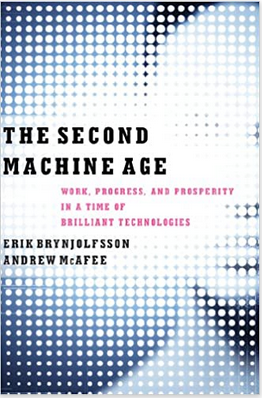 THE SECOND
MACHINE AGE
WORK, PROGRESS, AND PROSPERITY
IN A TIME OF
BRILLIANT TECHNOLOGIES
ERIK BRYNJOLFSSON
ANDREW McAFEE